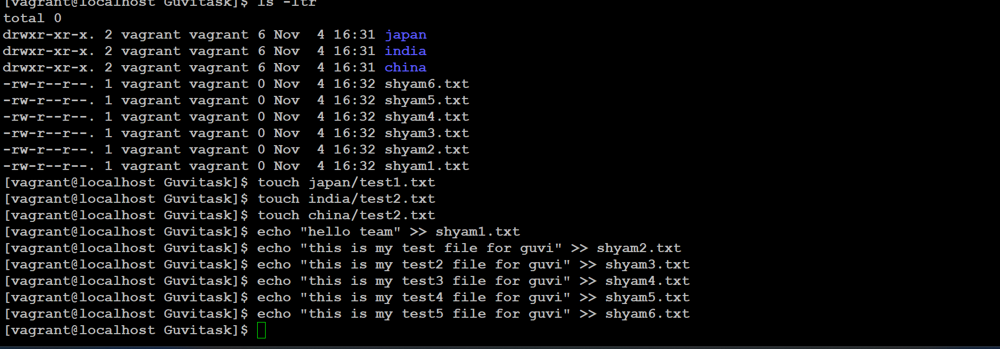 [vagrant@localhost Guvitask]$ ls -ltr
total 0
drwxr-xr-x. 2 vagrant vagrant 6 Nov  4 16:31 japan
drwxr-xr-x. 2 vagrant vagrant 6 Nov  4 16:31 india
drwxr-xr-x. 2 vagrant vagrant 6 Nov  4 16:31 china
-rw-r--r--. 1 vagrant vagrant 0 Nov  4 16:32 shyam6.txt
-rw-r--r--. 1 vagrant vagrant 0 Nov  4 16:32 shyam5.txt
-rw-r--r--. 1 vagrant vagrant 0 Nov  4 16:32 shyam4.txt
-rw-r--r--. 1 vagrant vagrant 0 Nov  4 16:32 shyam3.txt
-rw-r--r--. 1 vagrant vagrant 0 Nov  4 16:32 shyam2.txt
-rw-r--r--. 1 vagrant vagrant 0 Nov  4 16:32 shyam1.txt
[vagrant@localhost Guvitask]$ touch japan/test1.txt
[vagrant@localhost Guvitask]$ touch india/test2.txt
[vagrant@localhost Guvitask]$ touch china/test2.txt
[vagrant@localhost Guvitask]$ echo "hello team" >> shyam1.txt
[vagrant@localhost Guvitask]$ echo "this is my test file for guvi" >> shyam2.txt
[vagrant@localhost Guvitask]$ echo "this is my test2 file for guvi" >> shyam3.txt
[vagrant@localhost Guvitask]$ echo "this is my test3 file for guvi" >> shyam4.txt
[vagrant@localhost Guvitask]$ echo "this is my test4 file for guvi" >> shyam5.txt
[vagrant@localhost Guvitask]$ echo "this is my test5 file for guvi" >> shyam6.txt
[vagrant@localhost Guvitask]$